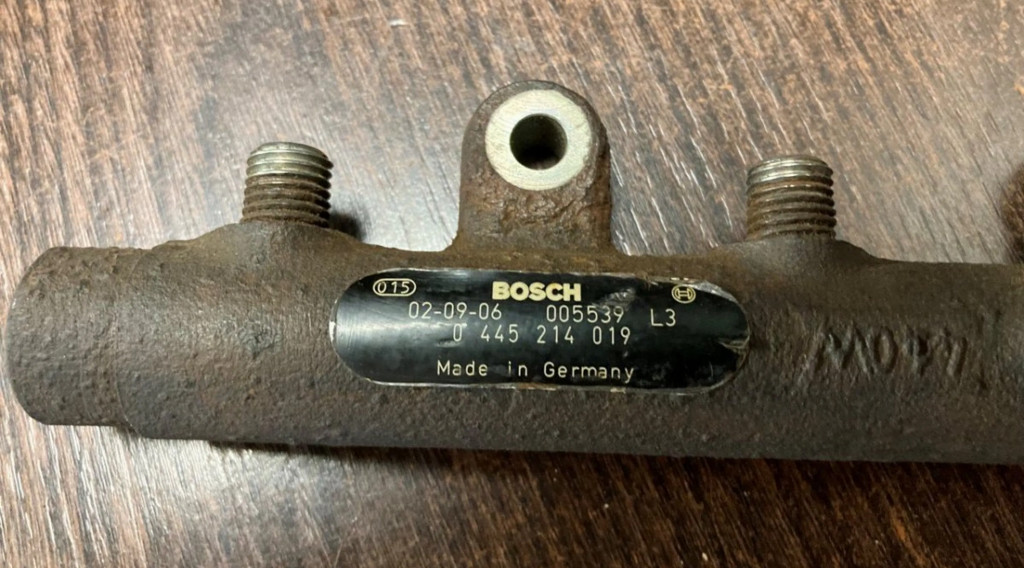 015 BOSCH
02-09-06 005539 L3
0 445 214 019
Made in Germany